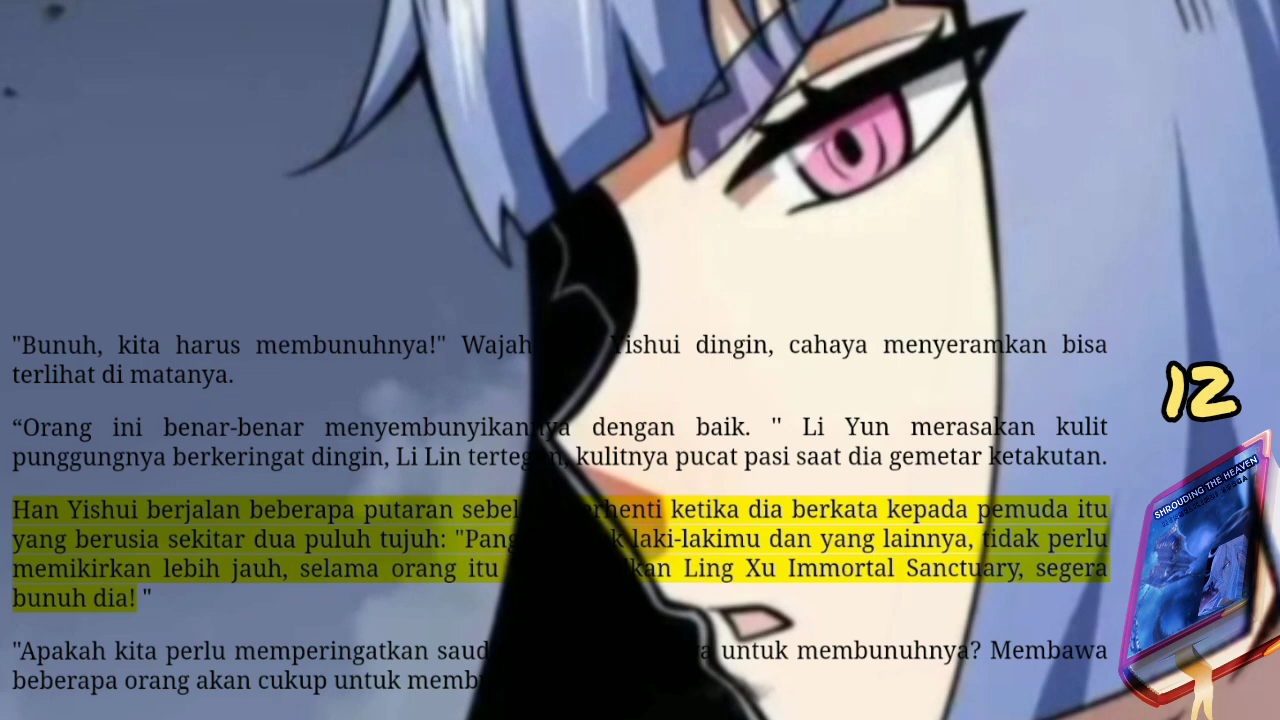 "Bunuh, kita harus membunuhnya!" Wajah Yishui dingin, cahaya menyeramkan bisa
terlihat di matanya.
“Orang ini benar-benar menyembunyikannya dengan baik. '' Li Yun merasakan kulit
punggungnya berkeringat dingin, Li Lin tertegun, kulitnya pucat pasi saat dia gemetar ketakutan.
Han Yishui berjalan beberapa putaran berhenti ketika dia berkata kepada pemuda itu
yang berusia sekitar dua puluh tujuh: laki-lakimu dan yang lainnya, tidak perlu
memikirkan lebih jauh, selama orang itu Ling Xu Immortal Sanctuary, segera
bunuh dia! "
"Apakah kita perlu memperingatkan untuk membunuhnya? Membawa
beberapa orang akan cukup untuk
12
SHROUDING THE HEAVEN